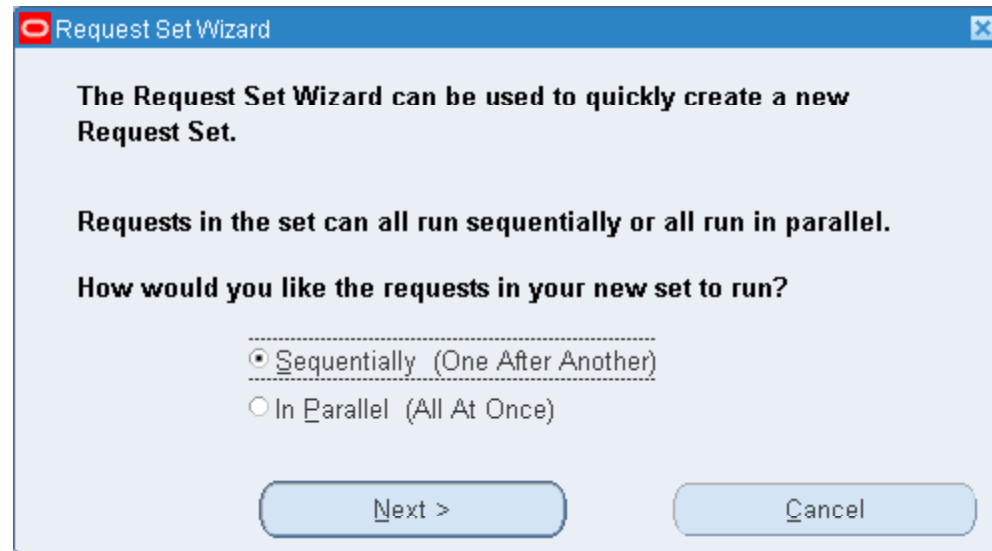 Request Set Wizard
The Request Set Wizard can be used to quickly create a new
Request Set.
Requests in the set can all run sequentially or all run in parallel.
How would you like the requests in your new set to run?
Sequentially (One After Another)
In Parallel (All At Once)
Next >
Cancel